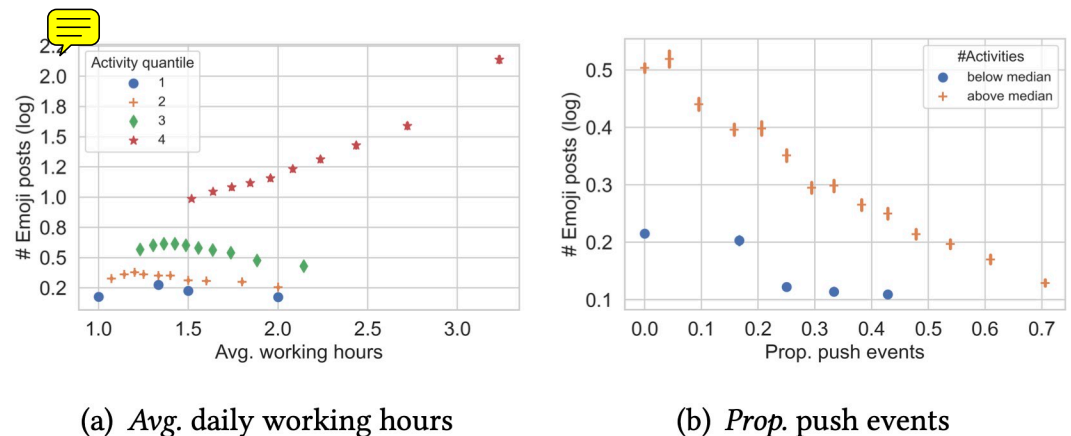 2.2
2.0
1.8
1.5
1.2
1.0
0.8
0.5
0.2
# Emoji posts (log)
Activity quantile
1
2
3
4
1.0 1.5 2.0 2.5 3.0
Avg. working hours
(a) Avg. daily working hours
0.5
0.4
0.3
0.2
0.1
# Emoji posts (log)
#Activities
below median
above median
0.0 0.1 0.2 0.3 0.4 0.5 0.6 0.7
Prop. push events
(b) Prop. push events